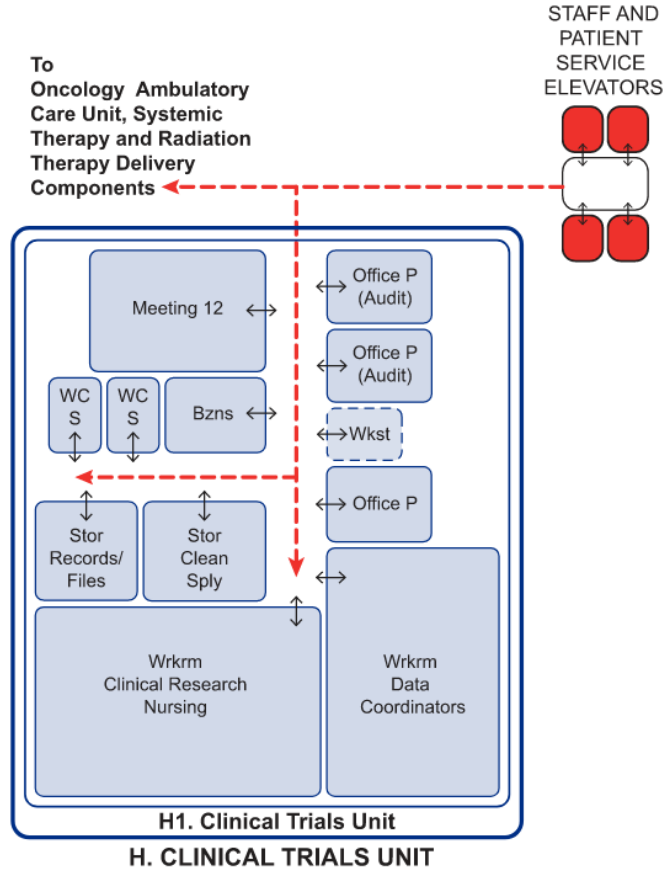 STAFF AND
PATIENT
SERVICE
ELEVATORS
To
Oncology Ambulatory
Care Unit, Systemic
Therapy and Radiation
Therapy Delivery
Components
Meeting 12
Office P
(Audit)
Office P
(Audit)
WC
S
WC
S
Bzns
Wkst
Office P
Stor
Records/
Files
Stor
Clean
Sply
Wrkrm
Clinical Research
Nursing
Wrkrm
Data
Coordinators
H1. Clinical Trials Unit
H. CLINICAL TRIALS UNIT